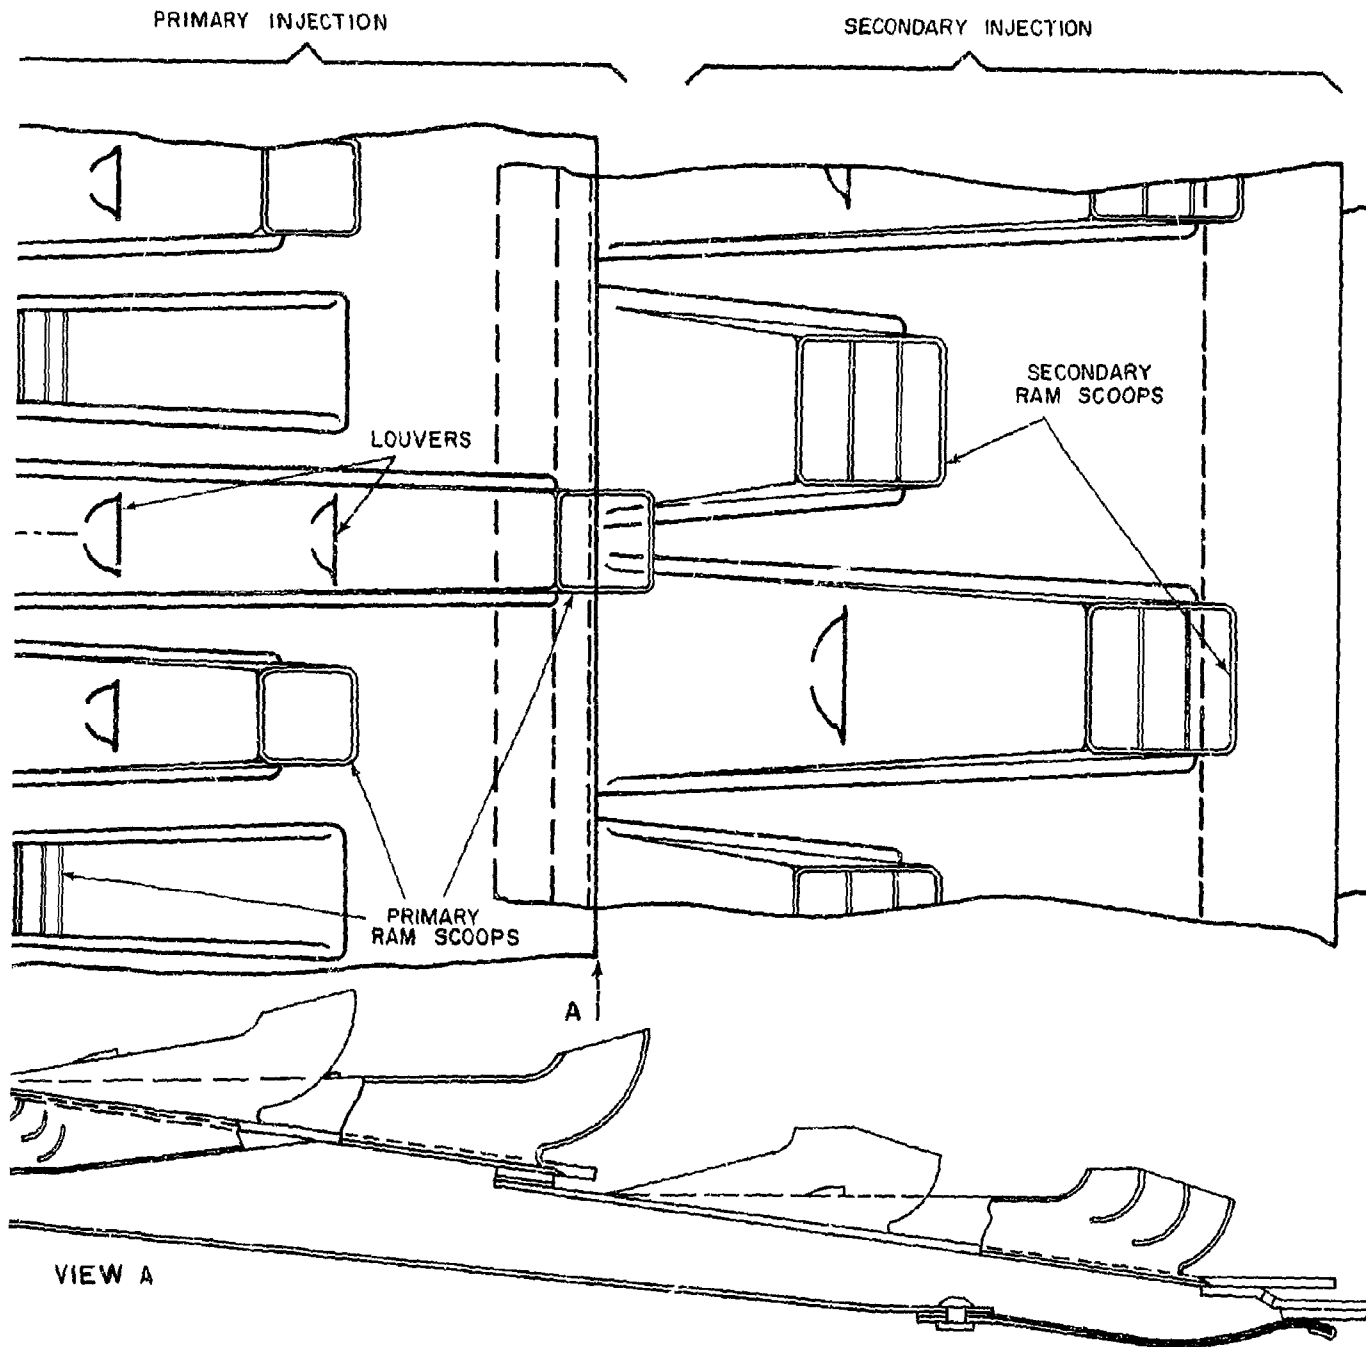 PRIMARY INJECTION
SECONDARY INJECTION
SECONDARY
RAM SCOOPS
LOUVERS
PRIMARY
RAM SCOOPS
A
VIEW A